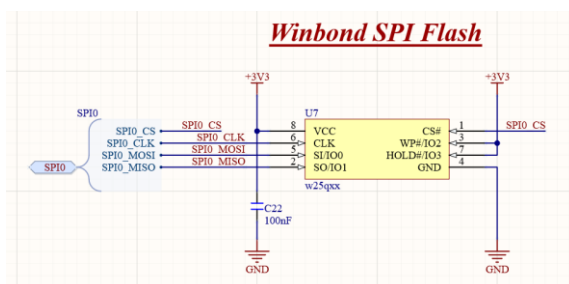 Winbond SPI Flash
+3V3
+3V3
SPI0
U7
SPI0_CS
SPI0_CS
8
VCC
CS#
1
SPI0_CS
SPI0_CLK
SPI0_CLK
6
CLK
WP#/IO2
3
SPI0_MOSI
SPI0_MOSI
5
SI/IO0
HOLD#/IO3
7
SPI0
SPI0_MISO
SPI0_MISO
2
SO/IO1
GND
4
w25qxx
C22
100nF
GND
GND